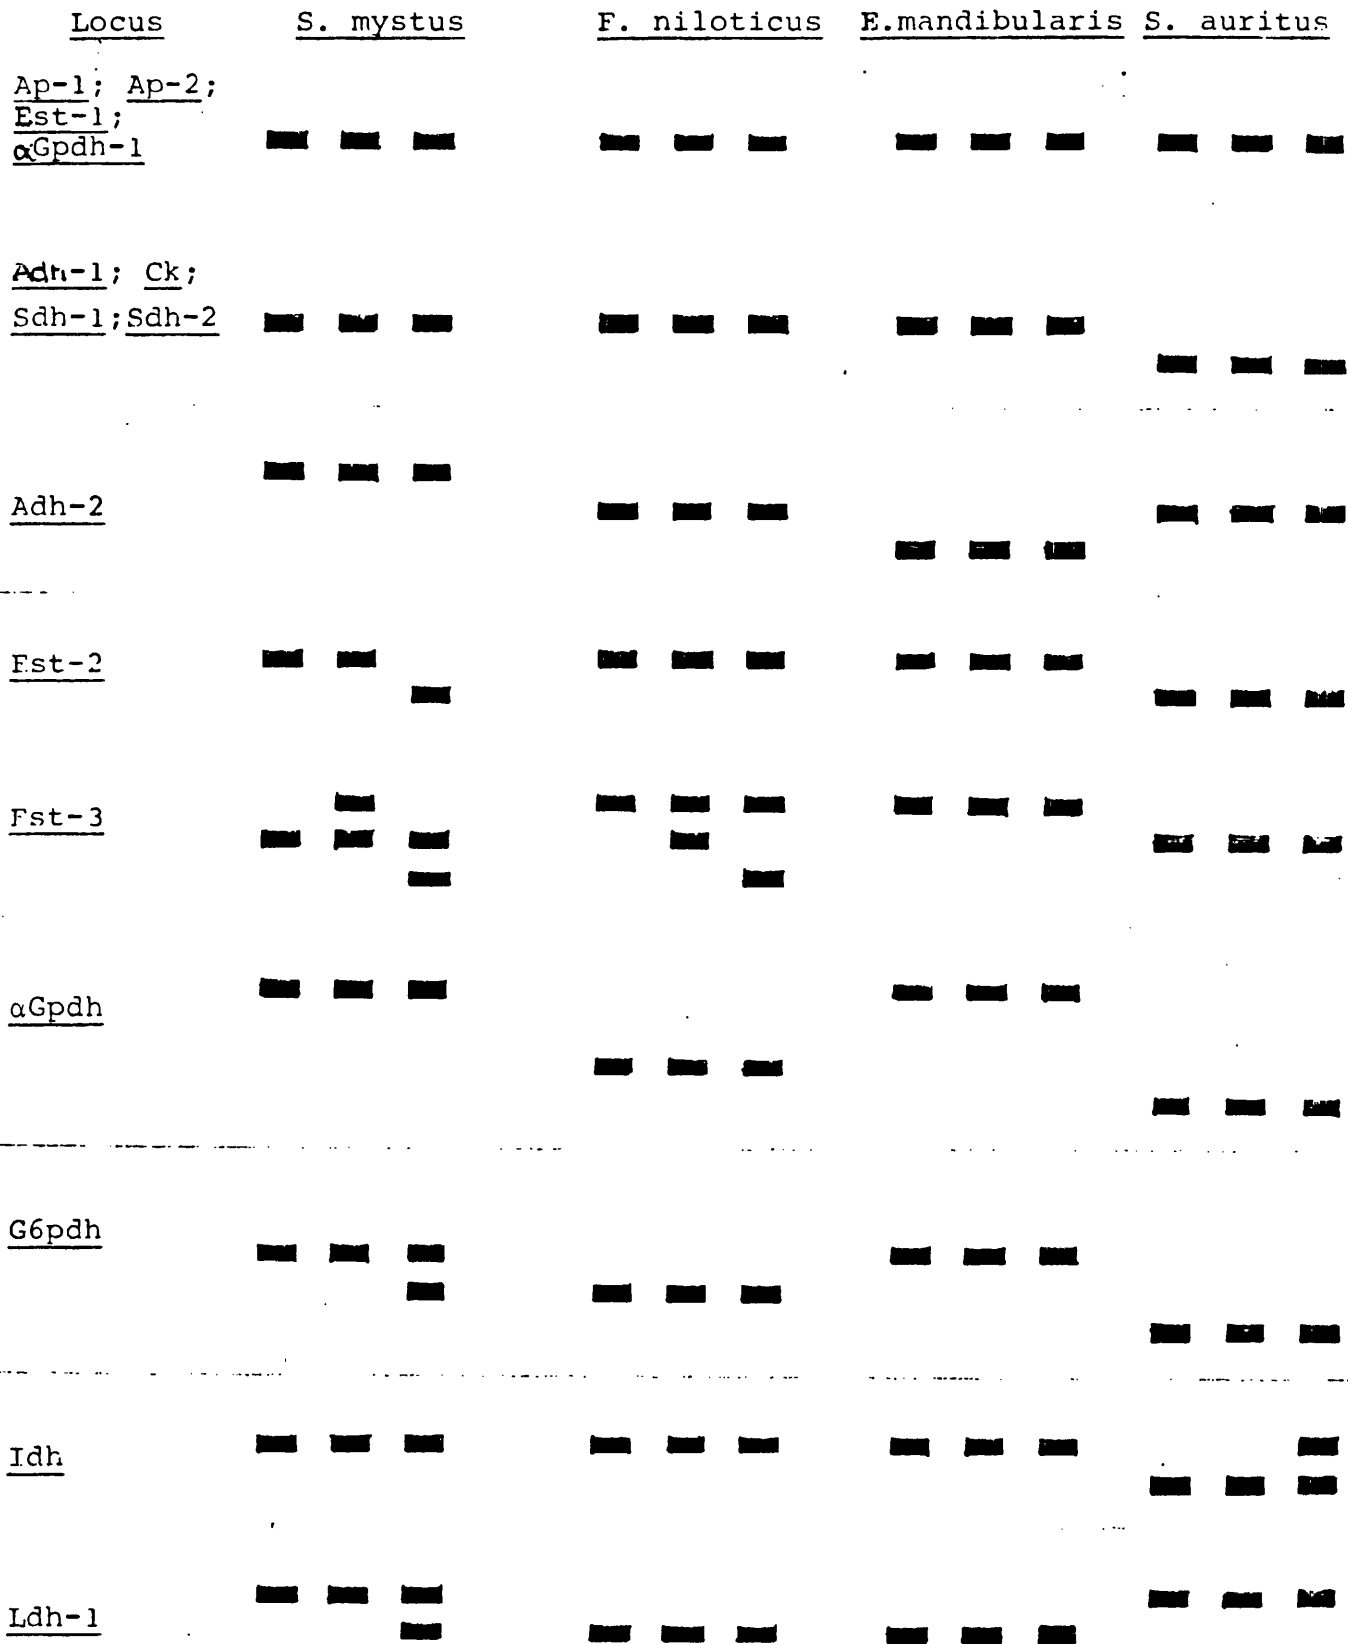 Locus S. mystus F. niloticus E.mandibularis S. auritus
Ap-1; Ap-2;
Est-1;
αGpdh-1
Adh-1; Ck;
Sdh-1;Sdh-2
Adh-2
Est-2
Est-3
αGpdh
G6pdh
Idh
Ldh-1